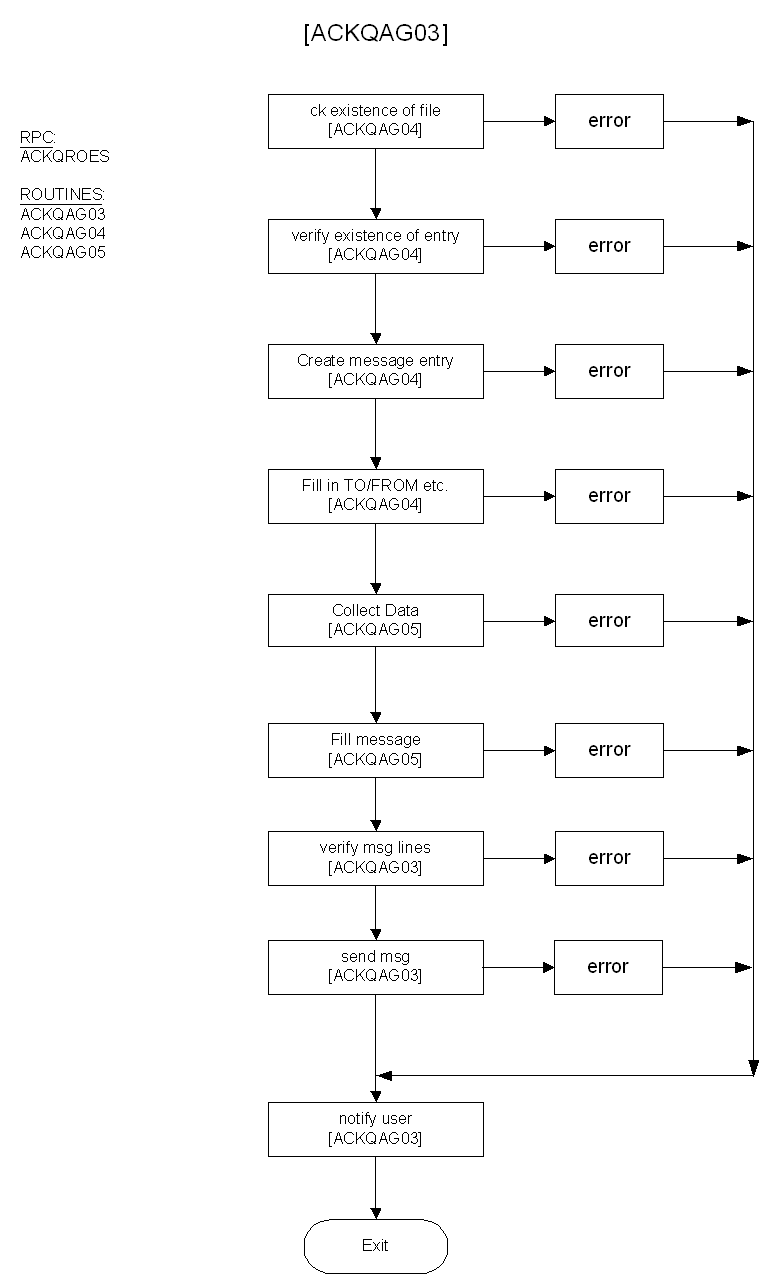 [ACKQAG03]
RPC:
ACKQROES
ROUTINES:
ACKQAG03
ACKQAG04
ACKQAG05
ck existence of file
[ACKQAG04]
error
verify existence of entry
[ACKQAG04]
error
Create message entry
[ACKQAG04]
error
Fill in TO/FROM etc.
[ACKQAG04]
error
Collect Data
[ACKQAG05]
error
Fill message
[ACKQAG05]
error
verify msg lines
[ACKQAG03]
error
send msg
[ACKQAG03]
error
notify user
[ACKQAG03]
Exit